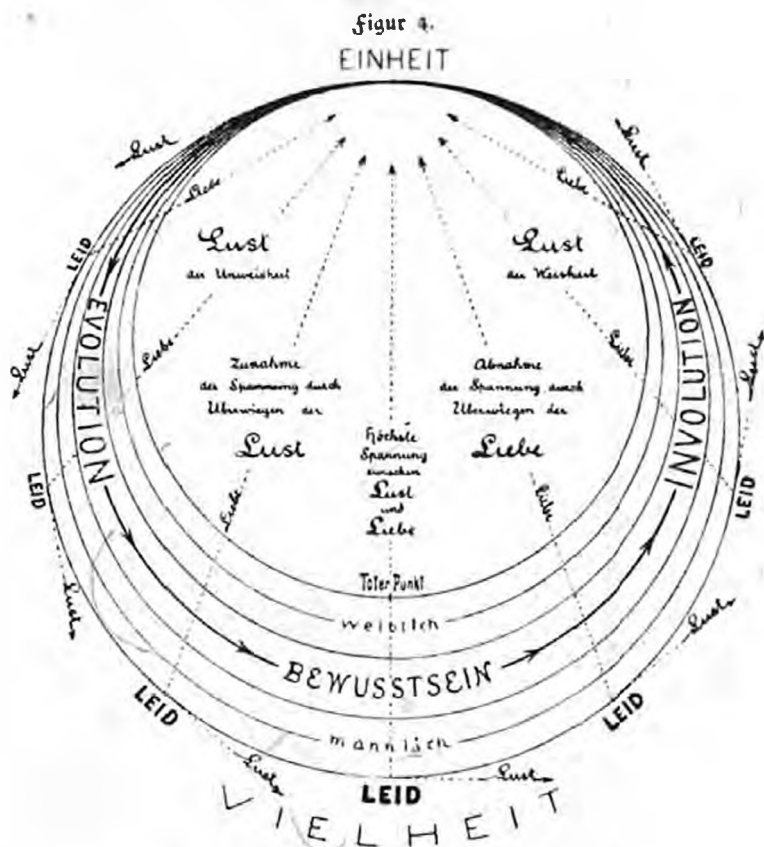 Figur 4.
EINHEIT
Lust
Lust
Liebe
Liebe
LEID
LEID
Lust
der Unweisheit
Lust
der Weisheit
EVOLUTION
INVOLUTION
Lust
Lust
Liebe
Liebe
Zunahme
der Spannung durch
Überwiegen der
Lust
Abnahme
der Spannung durch
Überwiegen der
Liebe
Höchste
Spannung
zwischen
Lust
und
Liebe
LEID
LEID
Liebe
Liebe
Toter Punkt
Lust
Lust
weiblich
BEWUSSTSEIN
LEID
LEID
männlich
Lust
Lust
LEID
VIELHEIT